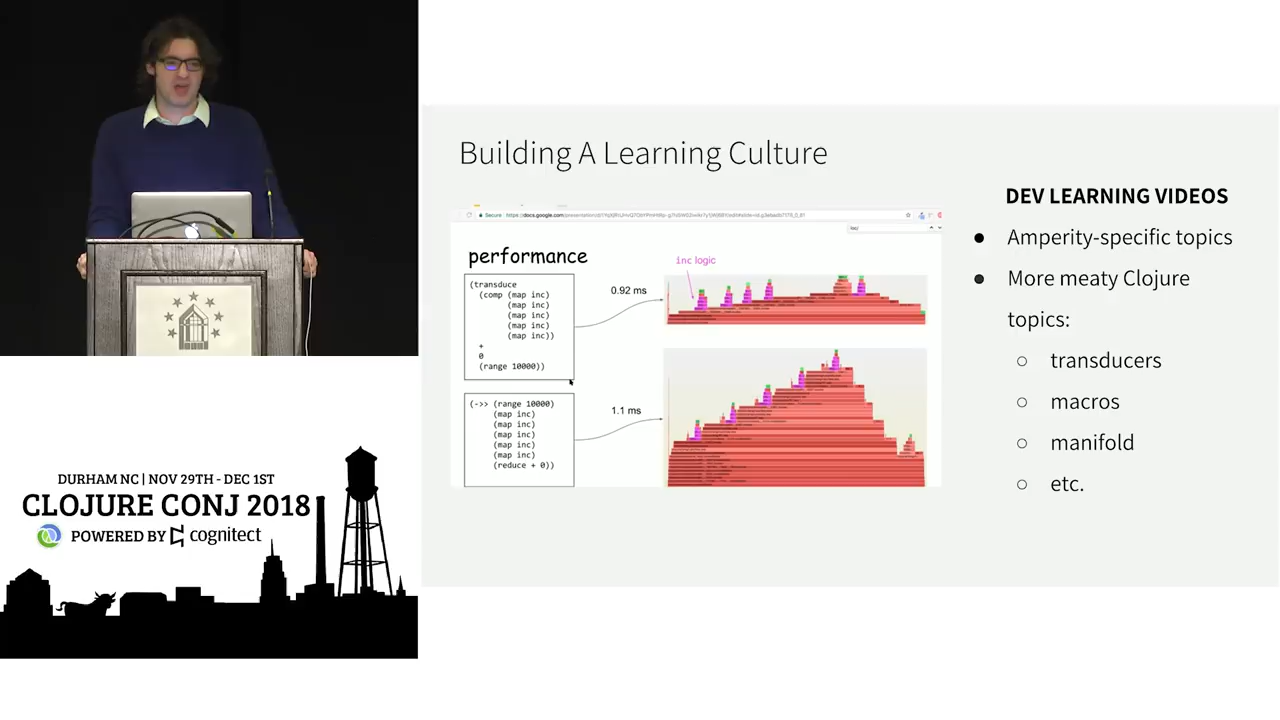 Building A Learning Culture
DEV LEARNING VIDEOS
● Amperity-specific topics
● More meaty Clojure
topics:
○ transducers
○ macros
○ manifold
○ etc.
Secure
performance
(transduce
(comp (map inc)
(map inc)
(map inc)
(map inc)
(map inc))
+
0
(range 10000))
0.92 ms
inc logic
(->> (range 10000)
(map inc)
(map inc)
(map inc)
(map inc)
(map inc)
(reduce + 0))
1.1 ms
DURHAM NC | NOV 29TH - DEC 1ST
CLOJURE CONJ 2018
POWERED BY cognitect